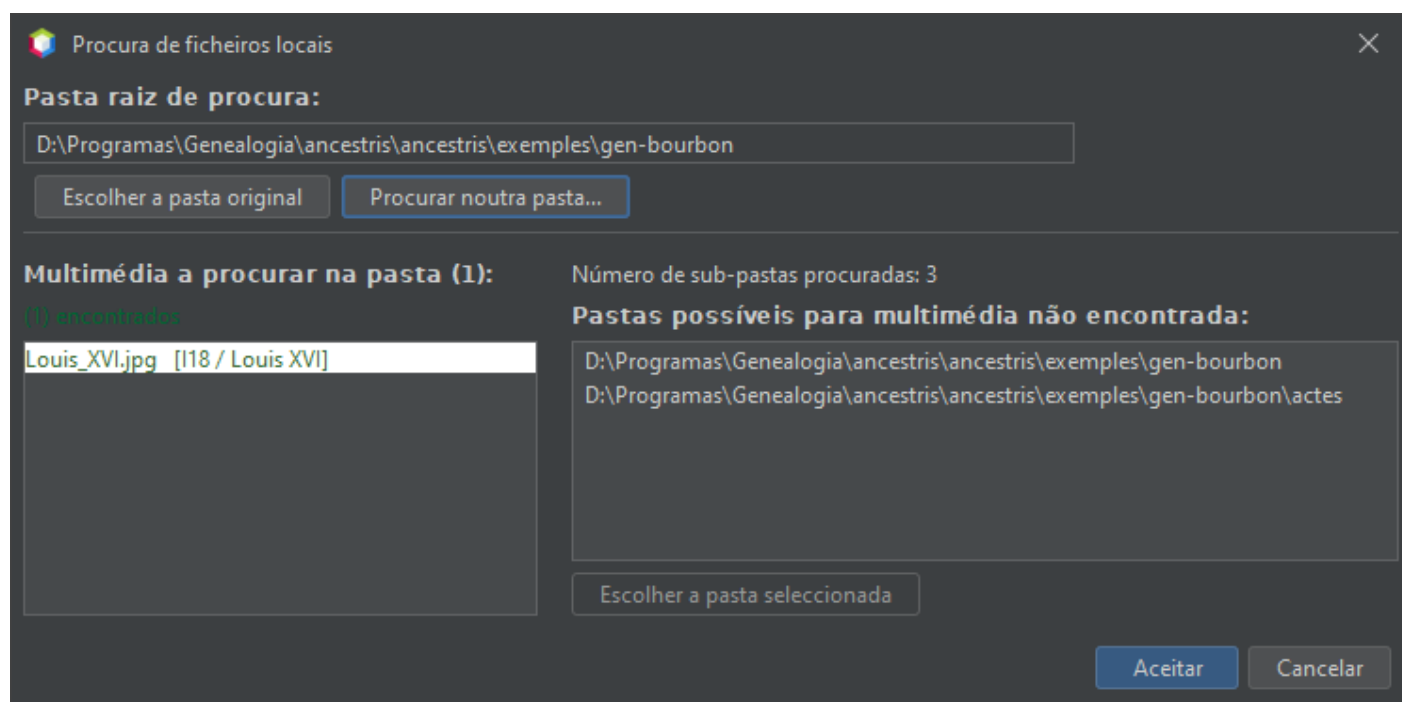 Procura de ficheiros locais
Pasta raiz de procura:
D:\Programas\Genealogia\ancestris\ancestris\exemples\gen-bourbon
Escolher a pasta original
Procurar noutra pasta...
Multimédia a procurar na pasta (1):
(1) encontrados
Louis_XVI.jpg [I18 / Louis XVI]
Número de sub-pastas procuradas: 3
Pastas possíveis para multimédia não encontrada:
D:\Programas\Genealogia\ancestris\ancestris\exemples\gen-bourbon
D:\Programas\Genealogia\ancestris\ancestris\exemples\gen-bourbon\actes
Escolher a pasta seleccionada
Aceitar
Cancelar